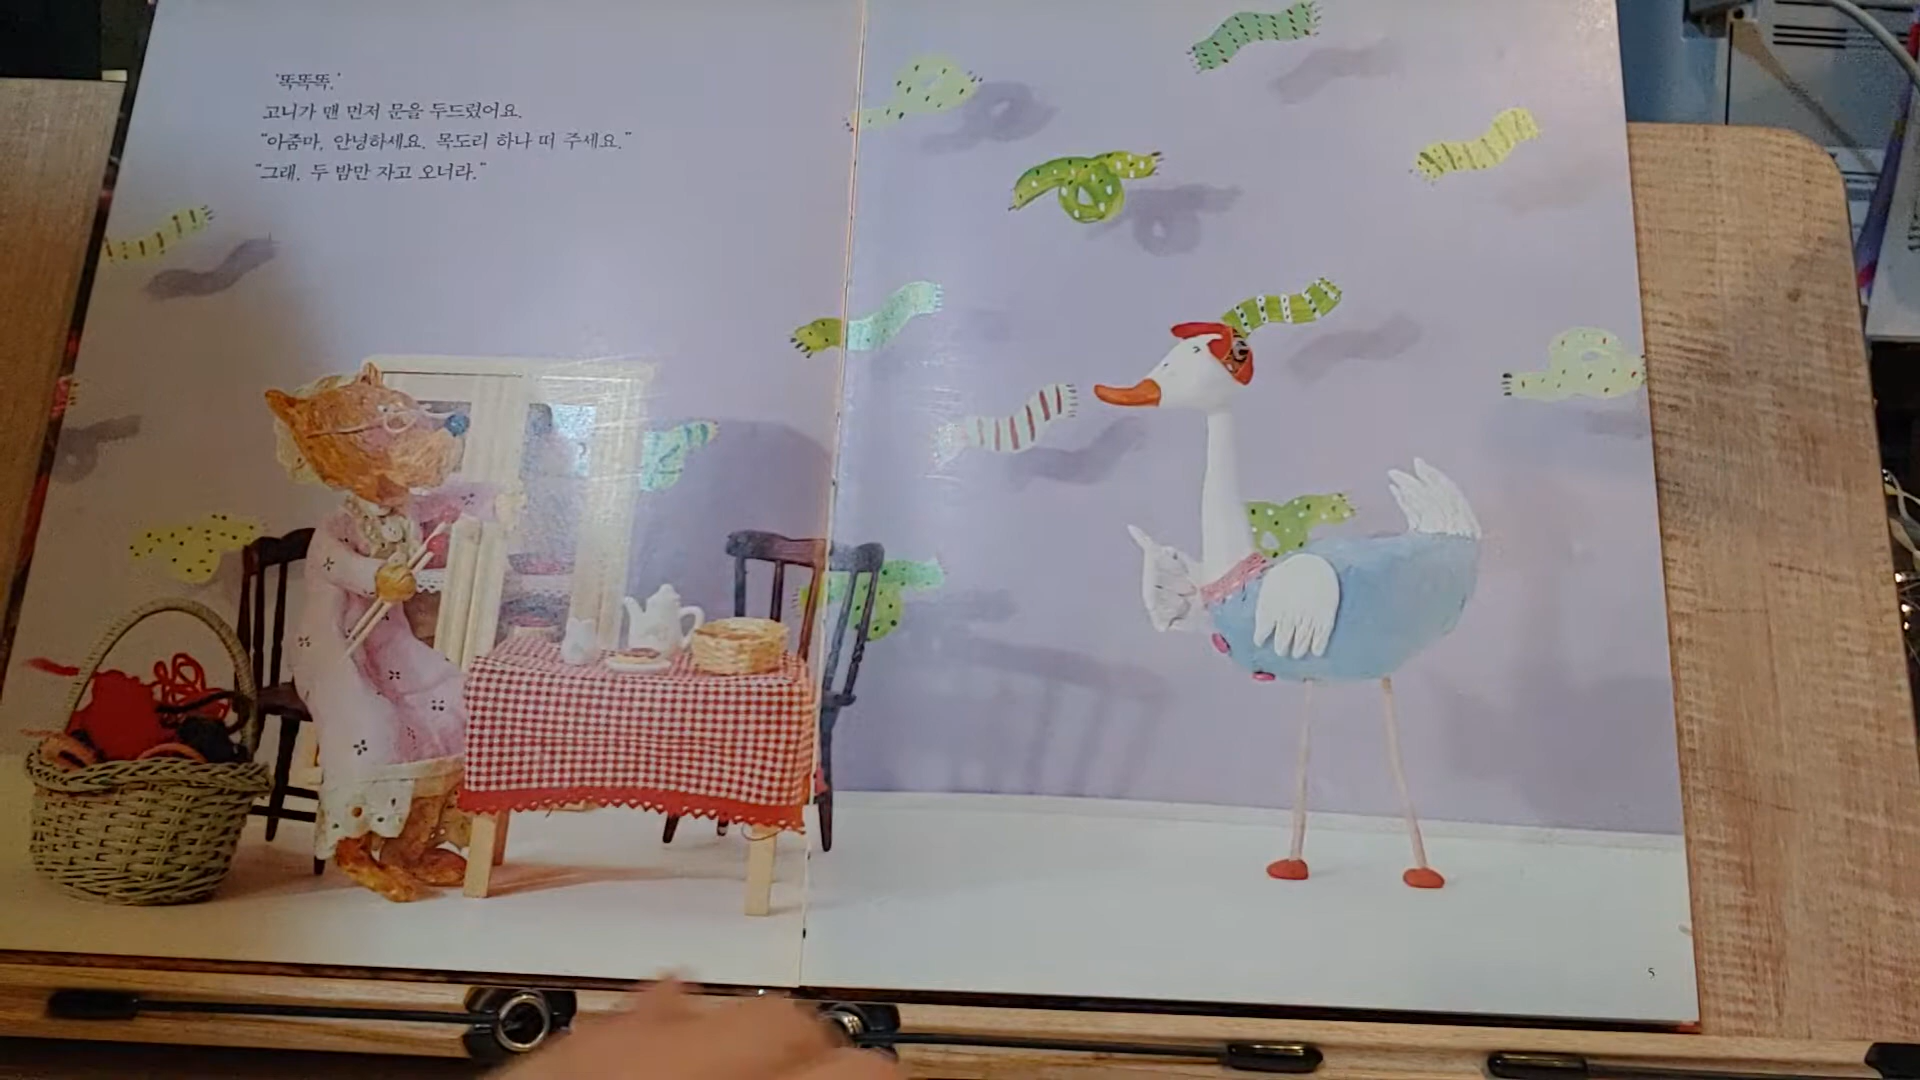 '똑똑똑.'
고니가 맨 먼저 문을 두드렸어요.
"아줌마, 안녕하세요. 목도리 하나 떠 주세요."
"그래, 두 밤만 자고 오너라."
5